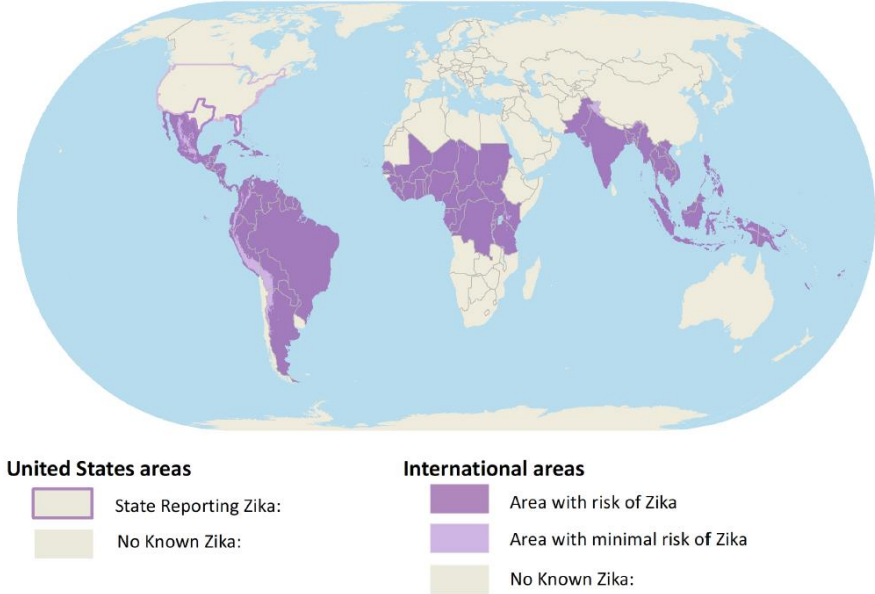 United States areas
State Reporting Zika:
No Known Zika:
International areas
Area with risk of Zika
Area with minimal risk of Zika
No Known Zika: